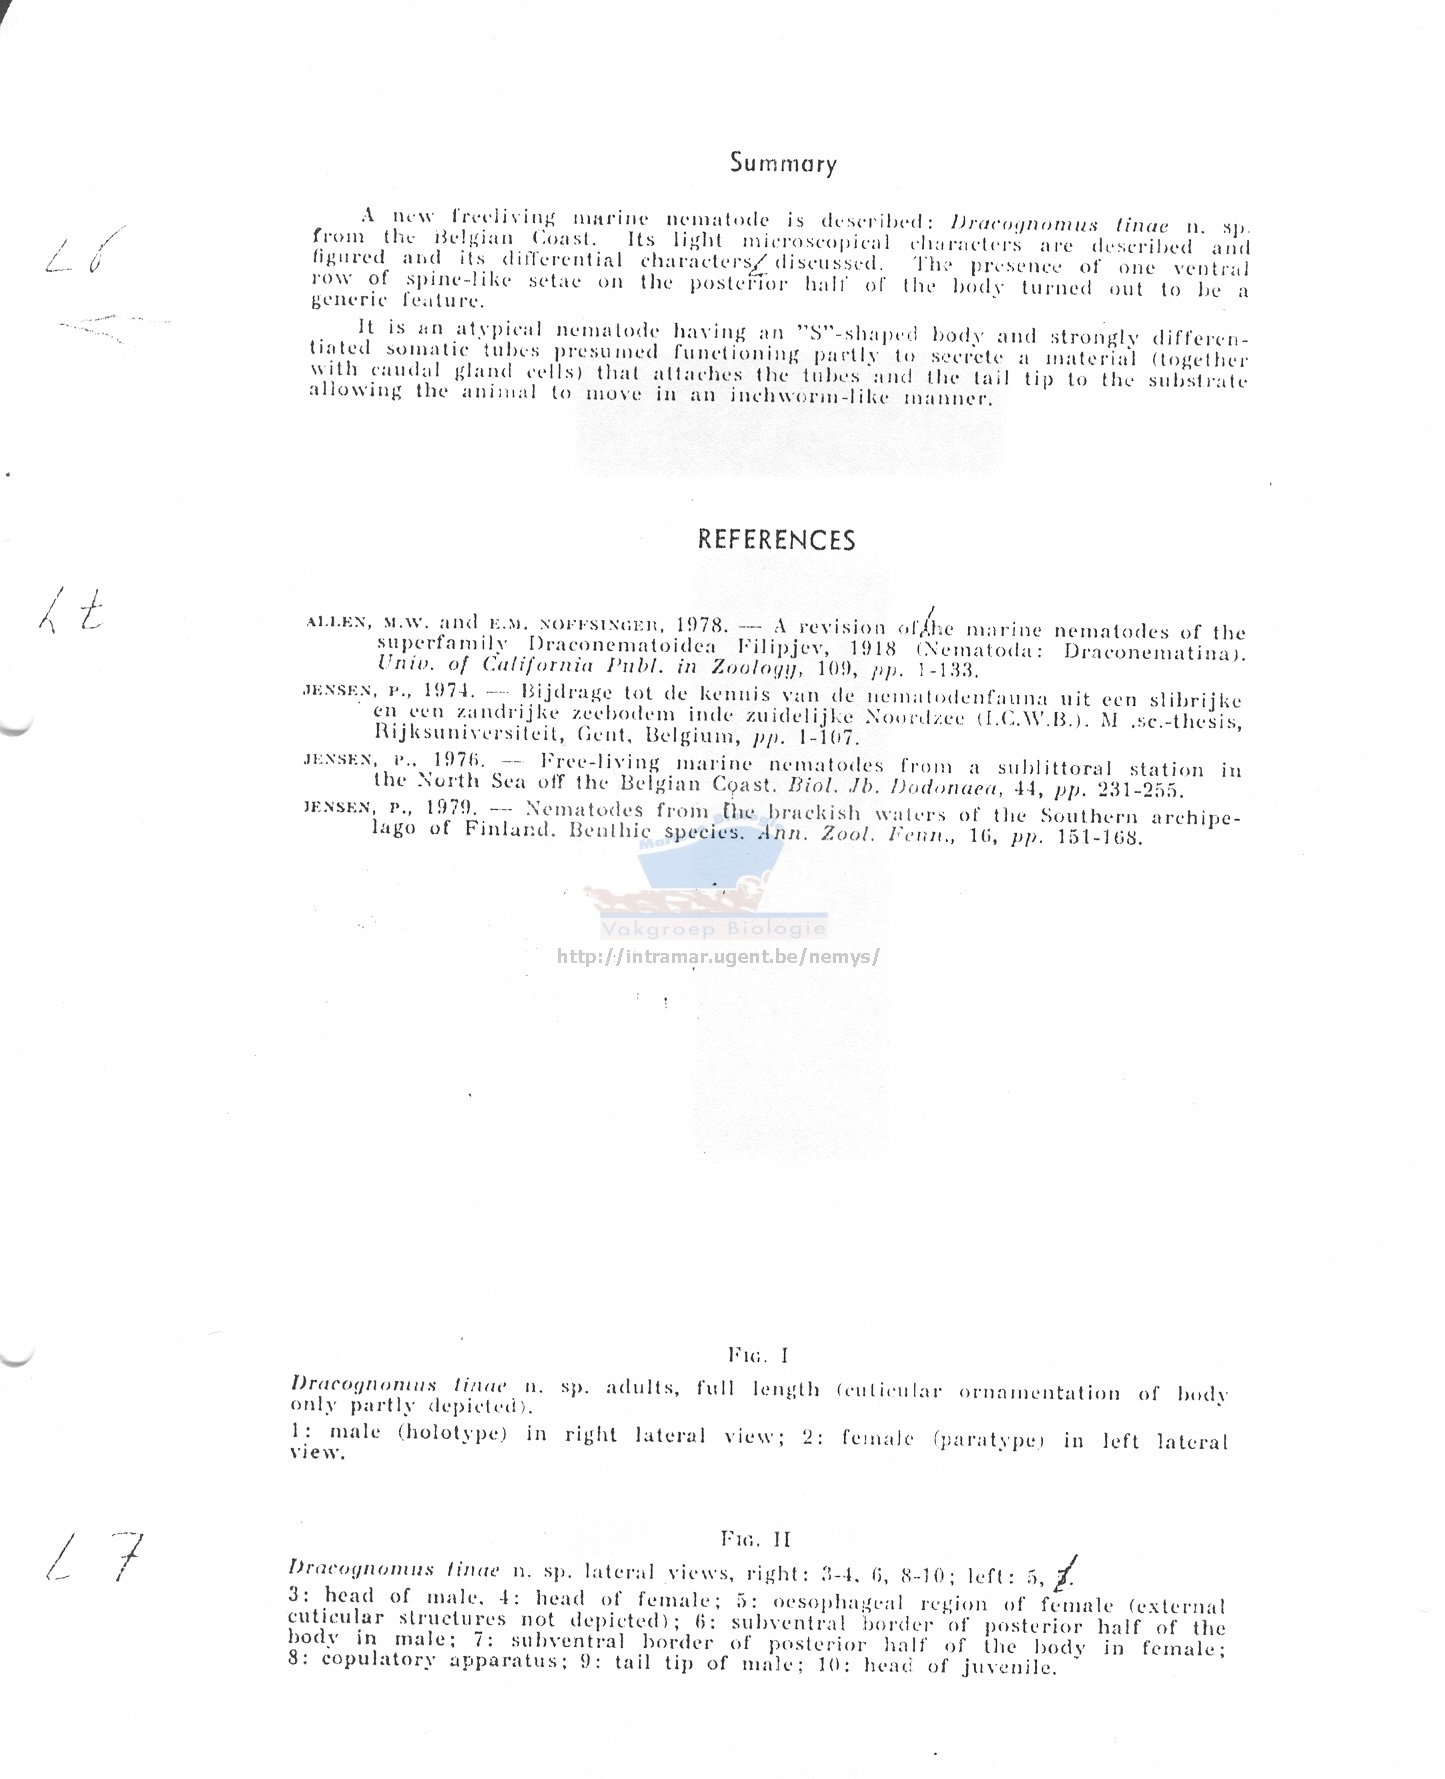 Summary
A new freeliving marine nematode is described: Dracognomus tinae n. sp.
from the Belgian Coast. Its light microscopical characters are described and
figured and its differential characters discussed. The presence of one ventral
row of spine-like setae on the posterior half of the body turned out to be a
generic feature.
It is an atypical nematode having an "S"-shaped body and strongly differen-
tiated somatic tubes presumed functioning partly to secrete a material (together
with caudal gland cells) that attaches the tubes and the tail tip to the substrate
allowing the animal to move in an inchworm-like manner.
REFERENCES
ALLEN, M.W. and E.M. NOFFSINGER, 1978. — A revision of the marine nematodes of the
superfamily Draconematoidea Filipjev, 1918 (Nematoda: Draconematina).
Univ. of California Publ. in Zoology, 109, pp. 1-133.
JENSEN, P., 1974. — Bijdrage tot de kennis van de nematodenfauna uit een slibrijke
en een zandrijke zeebodem inde zuidelijke Noordzee (I.C.W.B.). M .sc.-thesis,
Rijksuniversiteit, Gent, Belgium, pp. 1-107.
JENSEN, P., 1976. — Free-living marine nematodes from a sublittoral station in
the North Sea off the Belgian Coast. Biol. Jb. Dodonaea, 44, pp. 231-255.
JENSEN, P., 1979. — Nematodes from the brackish waters of the Southern archipe-
lago of Finland. Benthic species. Ann. Zool. Fenn., 16, pp. 151-168.
Vakgroep Biologie
http://intramar.ugent.be/nemys/
FIG. I
Dracognomus tinae n. sp. adults, full length (cuticular ornamentation of body
only partly depicted).
1: male (holotype) in right lateral view; 2: female (paratype) in left lateral
view.
FIG. II
L 7
Dracognomus tinae n. sp. lateral views, right: 3-4, 6, 8-10; left: 5,
3: head of male, 4: head of female; 5: oesophageal region of female (external
cuticular structures not depicted); 6: subventral border of posterior half of the
body in male; 7: subventral border of posterior half of the body in female;
8: copulatory apparatus; 9: tail tip of male; 10: head of juvenile.